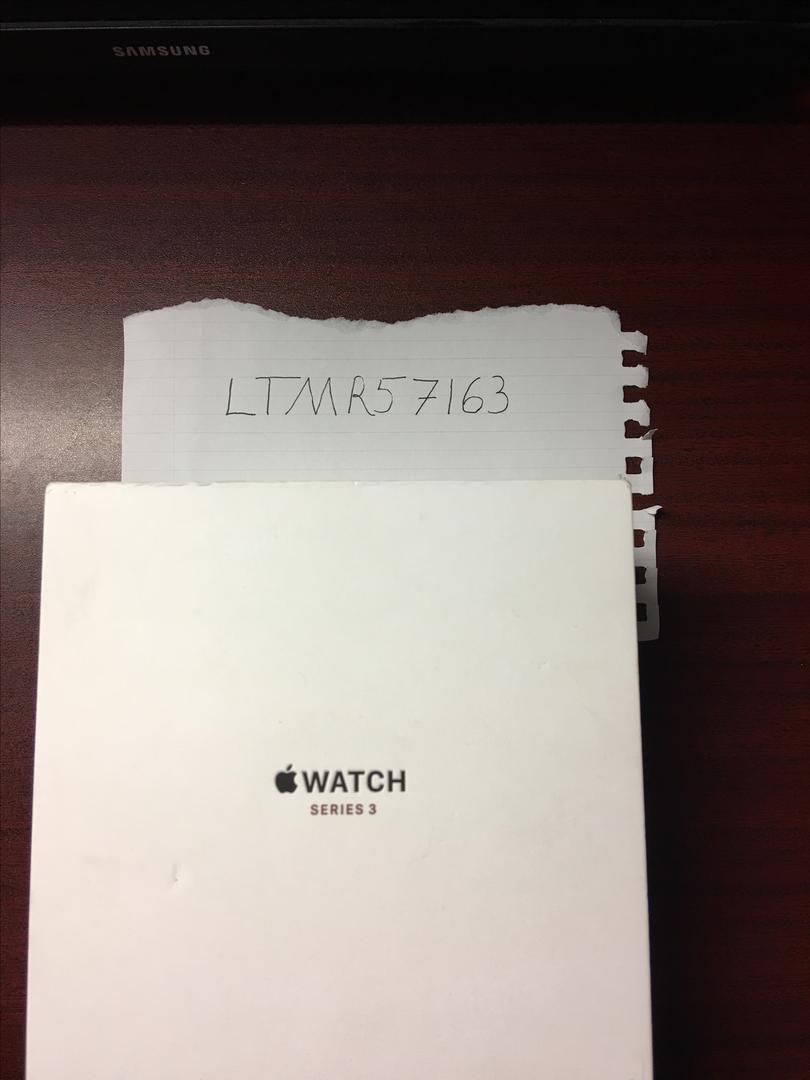 SAMSUNG
LTMR57163
WATCH
SERIES 3